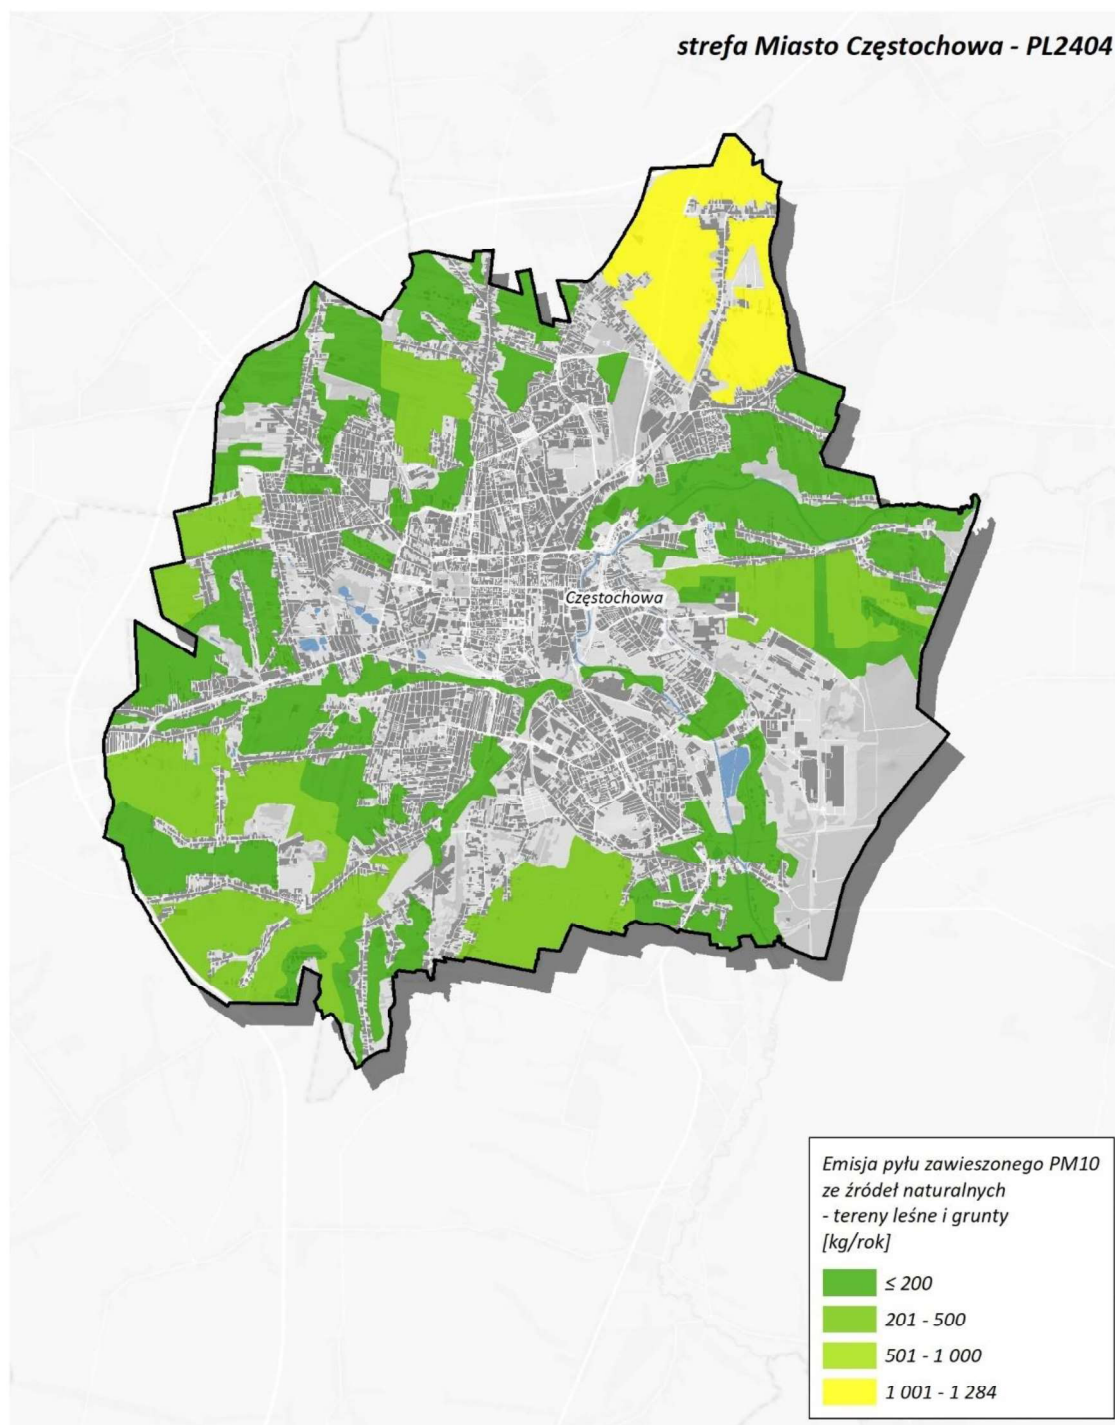 strefa Miasto Częstochowa - PL2404
Częstochowa
Emisja pyłu zawieszonego PM10
ze źródeł naturalnych
- tereny leśne i grunty
[kg/rok]
≤ 200
201 - 500
501 - 1 000
1 001 - 1 284